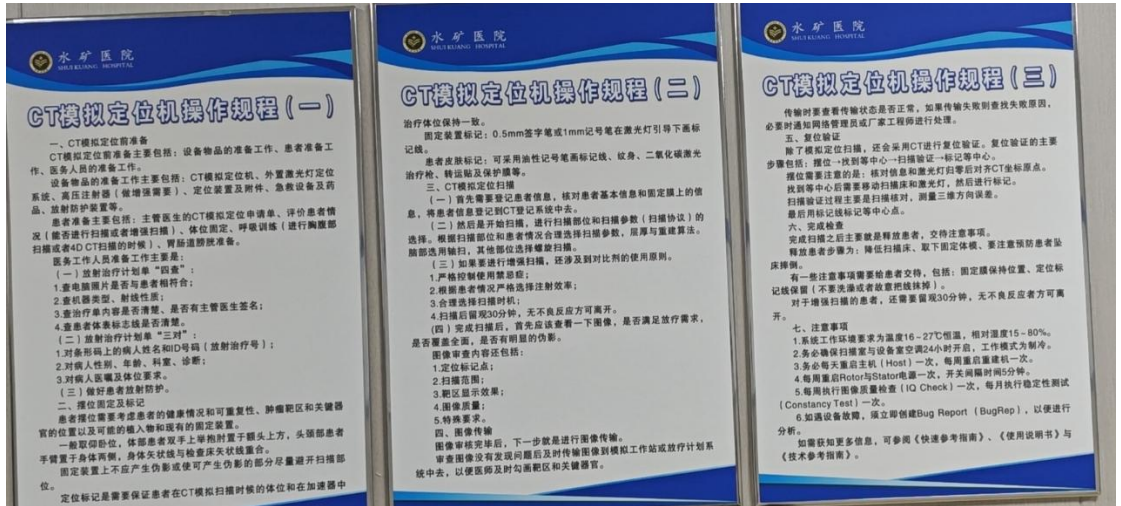 水矿医院
SHUI KUANG HOSPITAL
CT模拟定位机操作规程(一)
一、CT模拟定位前准备
CT模拟定位前准备主要包括:设备物品的准备工作、患者准备工
作、医务人员的准备工作。
设备物品的准备工作主要包括:CT模拟定位机、外置激光灯定位
系统、高压注射器(做增强需要)、定位装置及附件、急救设备及药
品、放射防护装置等。
患者准备主要包括:主管医生的CT模拟定位申请单、评价患者情
况(能否进行扫描或者增强扫描)、体位固定、呼吸训练(进行胸腹部
扫描或者4D CT扫描的时候)、胃肠道膀胱准备。
医务工作人员准备工作主要是:
(一)放射治疗计划单“四查”:
1.查电脑照片是否与患者相符合;
2.查机器类型、射线性质;
3.查治疗单内容是否清楚、是否有主管医生签名;
4.查患者体表标志线是否清楚。
(二)放射治疗计划单“三对”:
1.对条形码上的病人姓名和ID号码(放射治疗号);
2.对病人性别、年龄、科室、诊断;
3.对病人医嘱及体位要求。
(三)做好患者放射防护。
二、摆位固定及标记
患者摆位需要考虑患者的健康情况和可重复性、肿瘤靶区和关键器
官的位置以及可能的植入物和现有的固定装置。
一般取仰卧位,体部患者双手上举抱肘置于额头上方,头颈部患者
手臂置于身体两侧,身体矢状线与检查床矢状线重合。
固定装置上不应产生伪影或使可产生伪影的部分尽量避开扫描部
位。
定位标记是需要保证患者在CT模拟扫描时候的体位和在加速器中
水矿医院
SHUI KUANG HOSPITAL
CT模拟定位机操作规程(二)
治疗体位保持一致。
固定装置标记:0.5mm签字笔或1mm记号笔在激光灯引导下画标
记线。
患者皮肤标记:可采用油性记号笔画标记线、纹身、二氧化碳激光
治疗枪、转运贴及保护膜等。
三、CT模拟定位扫描
(一)首先需要登记患者信息,核对患者基本信息和固定膜上的信
息,将患者信息登记到CT登记系统中去。
(二)然后是开始扫描,进行扫描部位和扫描参数(扫描协议)的
选择。根据扫描部位和患者情况合理选择扫描参数,层厚与重建算法。
脑部选用轴扫,其他部位选择螺旋扫描。
(三)如果要进行增强扫描,还涉及到对比剂的使用原则。
1.严格控制使用禁忌症;
2.根据患者情况严格选择注射效率;
3.合理选择扫描时机;
4.扫描后留观30分钟,无不良反应方可离开。
(四)完成扫描后,首先应该查看一下图像,是否满足放疗需求,
是否覆盖全面,是否有明显的伪影。
图像审查内容还包括:
1.定位标记点;
2.扫描范围;
3.靶区显示效果;
4.图像质量;
5.特殊要求。
四、图像传输
图像审核完毕后,下一步就是进行图像传输。
审查图像没有发现问题后及时传输图像到模拟工作站或放疗计划系
统中去,以便医师及时勾画靶区和关键器官。
水矿医院
SHUI KUANG HOSPITAL
CT模拟定位机操作规程(三)
传输时要查看传输状态是否正常,如果传输失败则查找失败原因,
必要时通知网络管理员或厂家工程师进行处理。
五、复位验证
除了模拟定位扫描,还会采用CT进行复位验证。复位验证的主要
步骤包括:摆位→找到等中心→扫描验证→标记等中心。
摆位需要注意的是:核对信息和激光灯归零后对齐CT坐标原点。
找到等中心后需要移动扫描床和激光灯,然后进行标记。
扫描验证过程主要是扫描核对,测量三维方向误差。
最后用标记线标记等中心点。
六、完成检查
完成扫描之后主要就是释放患者,交待注意事项。
释放患者步骤为:降低扫描床、取下固定体模、要注意预防患者坠
床摔倒。
有一些注意事项需要给患者交待,包括:固定膜保持位置、定位标
记线保留(不要洗澡或者故意把线抹掉)。
对于增强扫描的患者,还需要留观30分钟,无不良反应者方可离
开。
七、注意事项
1.系统工作环境要求为温度16~27℃恒温,相对湿度15~80%。
2.务必确保扫描室与设备室空调24小时开启,工作模式为制冷。
3.务必每天重启主机(Host)一次,每周重启重建机一次。
4.每周重启Rotor与Stator电源一次,开关间隔时间5分钟。
5.每周执行图像质量检查(IQ Check)一次,每月执行稳定性测试
(Constancy Test)一次。
6.如遇设备故障,须立即创建Bug Report(BugRep),以便进行
分析。
如需获知更多信息,可参阅《快速参考指南》、《使用说明书》与
《技术参考指南》。